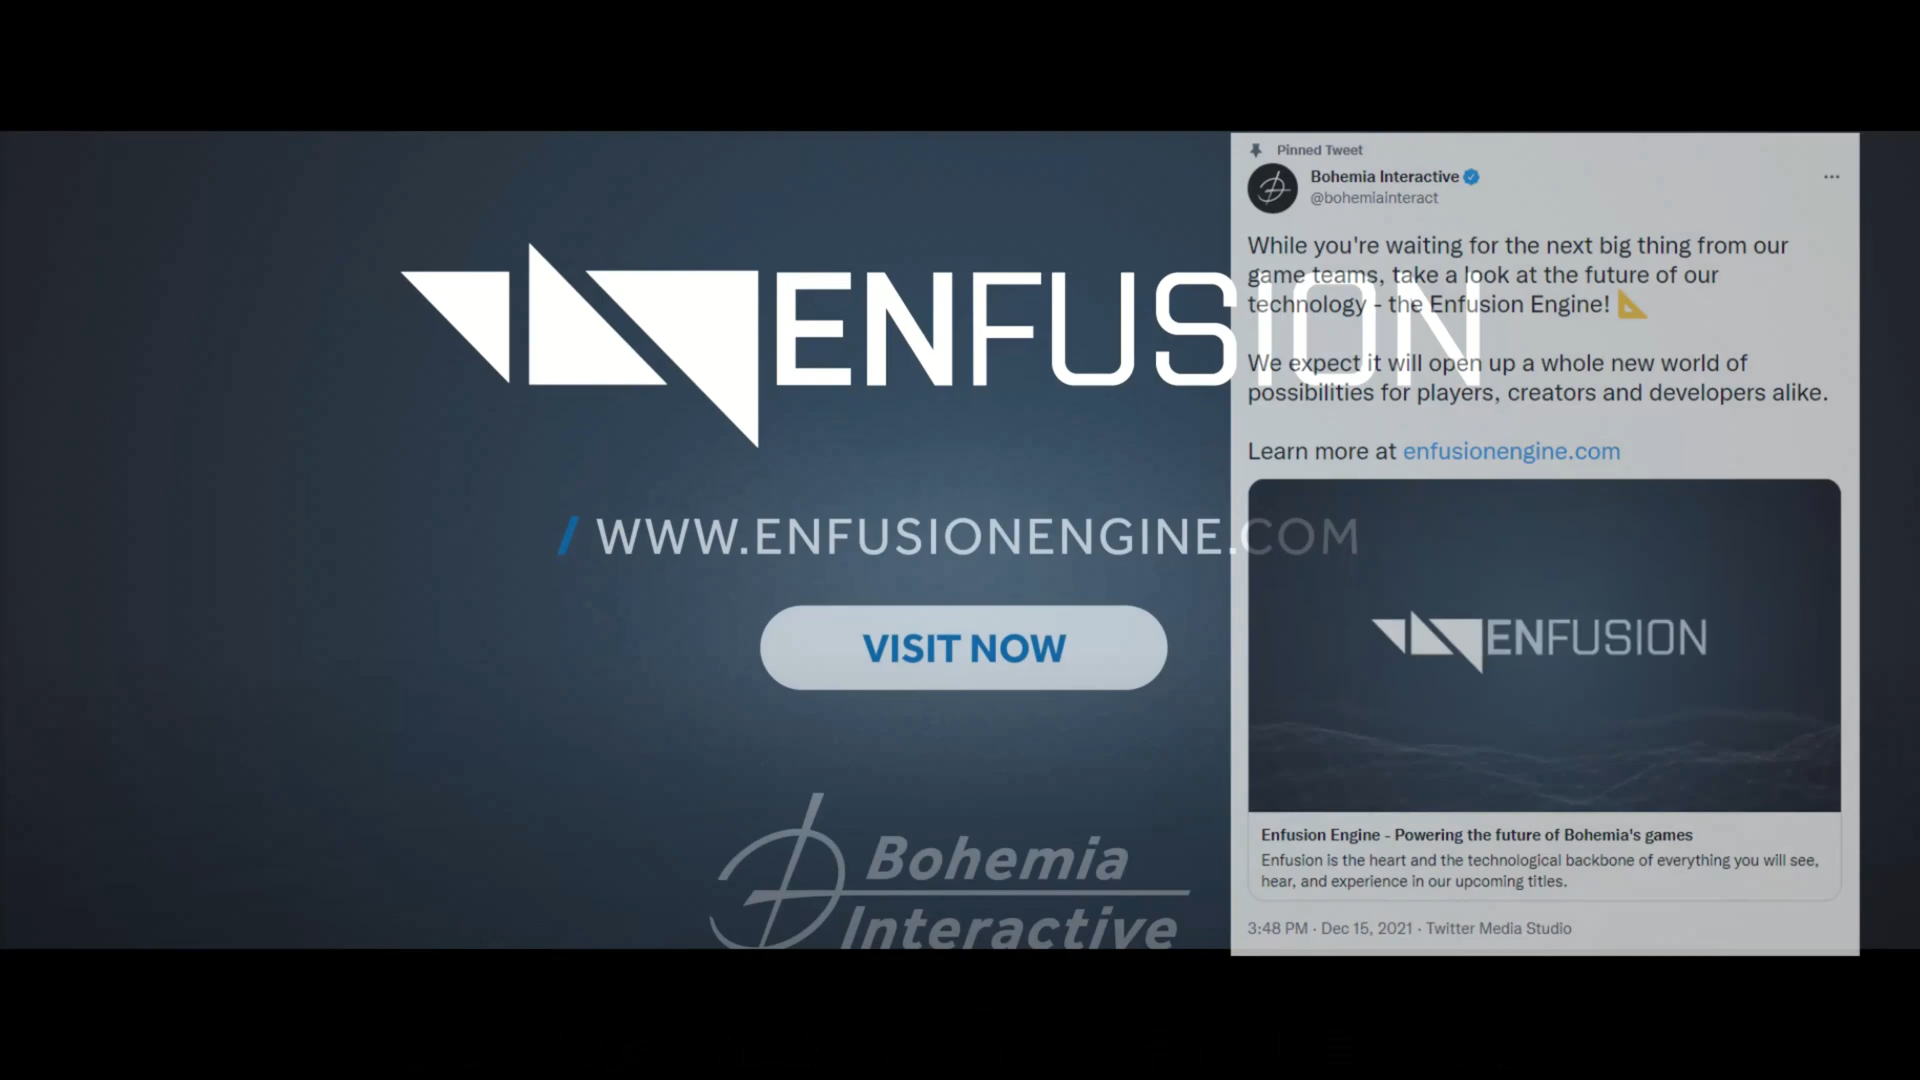 ENFUSION
/ WWW.ENFUSIONENGINE.COM
VISIT NOW
Bohemia
Interactive
Pinned Tweet
Bohemia Interactive
@bohemiainteract
While you're waiting for the next big thing from our
game teams, take a look at the future of our
technology - the Enfusion Engine! 📐
We expect it will open up a whole new world of
possibilities for players, creators and developers alike.
Learn more at enfusionengine.com
ENFUSION
Enfusion Engine - Powering the future of Bohemia's games
Enfusion is the heart and the technological backbone of everything you will see,
hear, and experience in our upcoming titles.
3:48 PM · Dec 15, 2021 · Twitter Media Studio